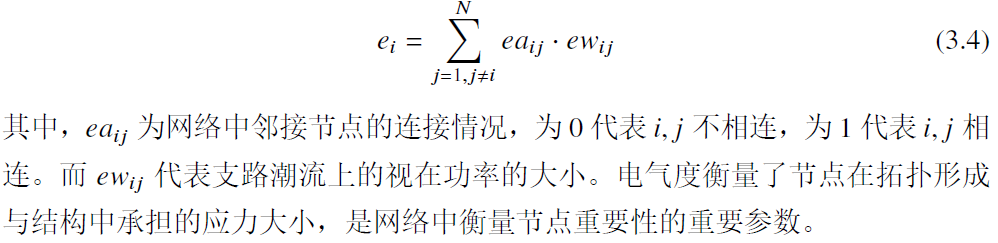 e_i = \sum_{j=1, j \neq i}^{N} ea_{ij} \cdot ew_{ij} (3.4)
其中，ea_{ij} 为网络中邻接节点的连接情况，为 0 代表 i, j 不相连，为 1 代表 i, j 相
连。而 ew_{ij} 代表支路潮流上的视在功率的大小。电气度衡量了节点在拓扑形成
与结构中承担的应力大小，是网络中衡量节点重要性的重要参数。